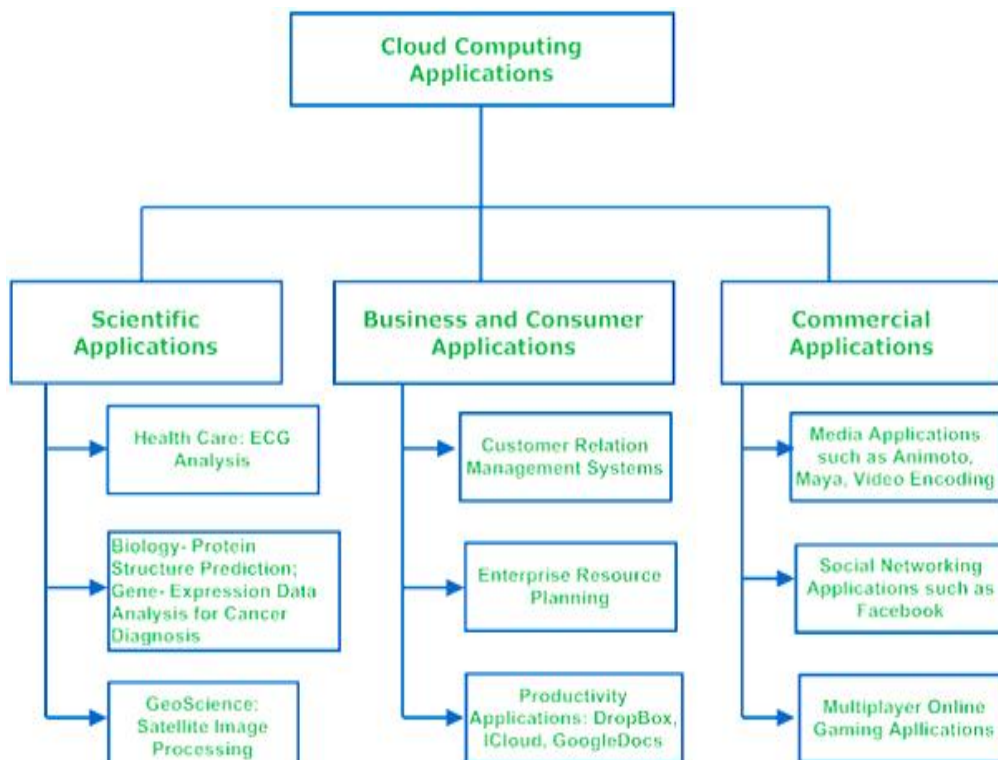 Cloud Computing
Applications
Scientific
Applications
Health Care: ECG
Analysis
Biology- Protein
Structure Prediction;
Gene- Expression Data
Analysis for Cancer
Diagnosis
GeoScience:
Satellite Image
Processing
Business and Consumer
Applications
Customer Relation
Management Systems
Enterprise Resource
Planning
Productivity
Applications: DropBox,
ICloud, GoogleDocs
Commercial
Applications
Media Applications
such as Animoto,
Maya, Video Encoding
Social Networking
Applications such as
Facebook
Multiplayer Online
Gaming Apllications